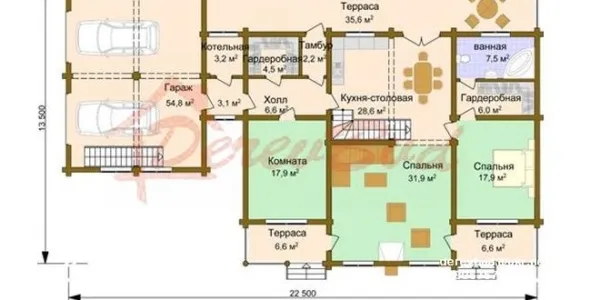 Терраса
35,6 м²
Котельная
3,2 м²
Гардеробная
4,5 м²
Тамбур
2,2 м²
ванная
7,5 м²
Гараж
54,8 м²
3,1 м²
Холл
6,6 м²
Кухня-столовая
28,6 м²
Гардеробная
6,0 м²
13 500
Комната
17,9 м²
Спальня
31,9 м²
Спальня
17,9 м²
Терраса
6,6 м²
Терраса
6,6 м²
22 500